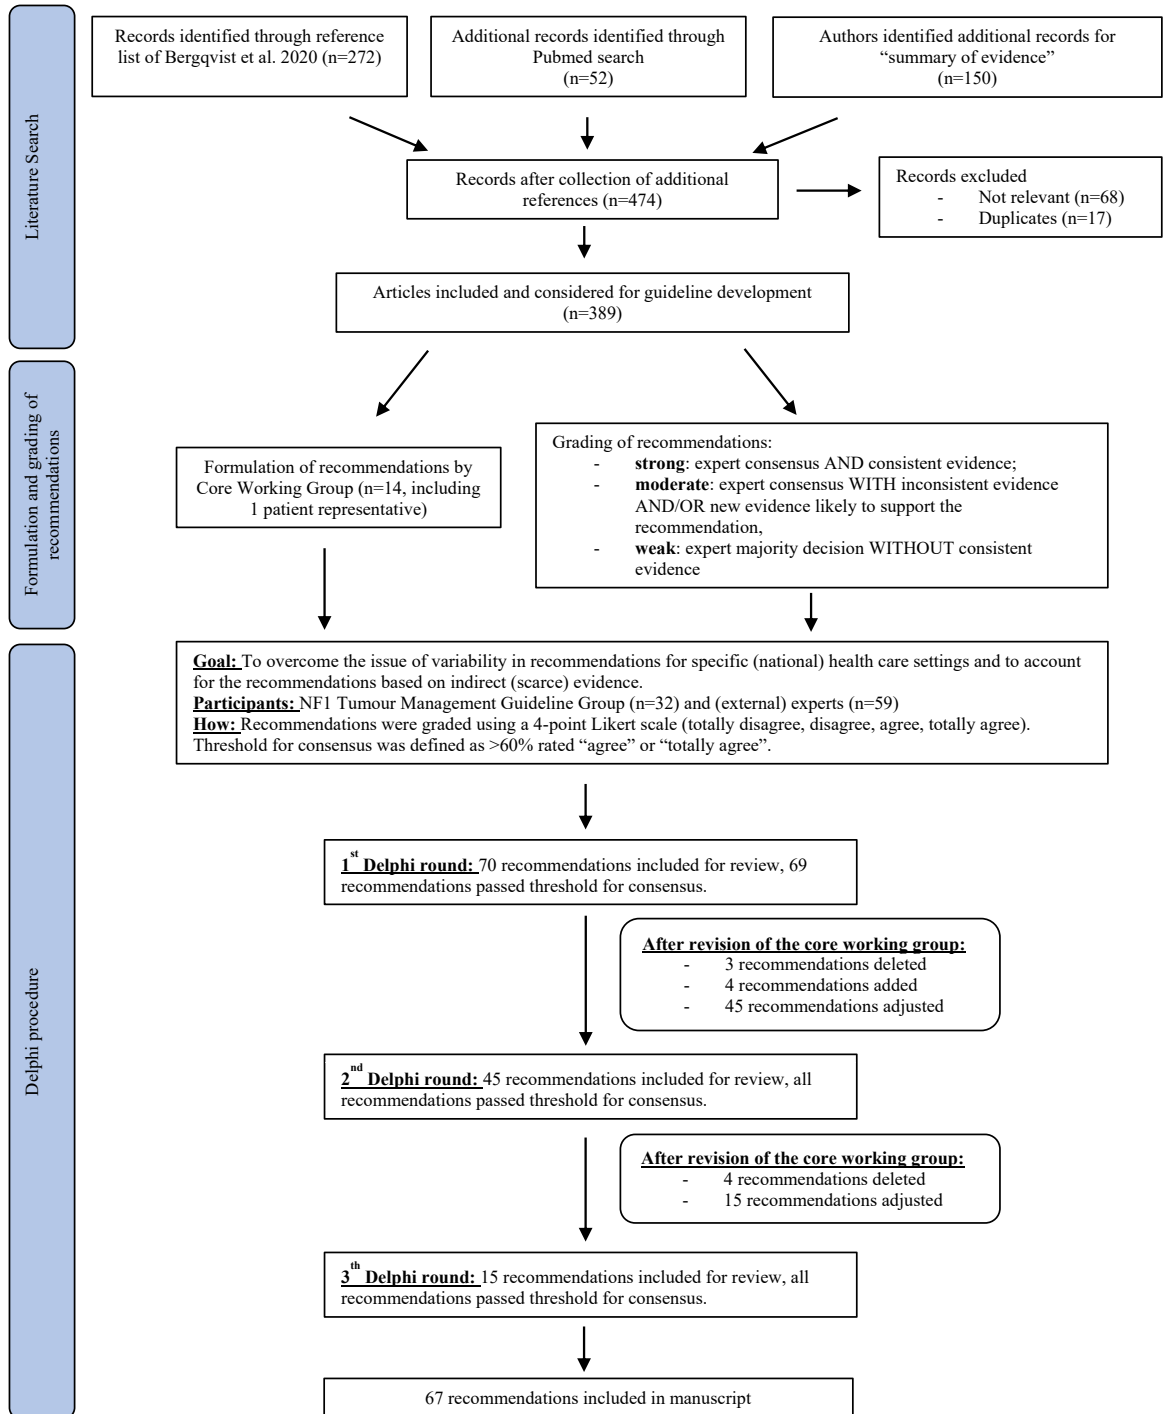 Literature Search
Records identified through reference
list of Bergqvist et al. 2020 (n=272)
Additional records identified through
Pubmed search
(n=52)
Authors identified additional records for
“summary of evidence”
(n=150)
Records after collection of additional
references (n=474)
Records excluded
- Not relevant (n=68)
- Duplicates (n=17)
Articles included and considered for guideline development
(n=389)
Formulation and grading of
recommendations
Formulation of recommendations by
Core Working Group (n=14, including
1 patient representative)
Grading of recommendations:
- strong: expert consensus AND consistent evidence;
- moderate: expert consensus WITH inconsistent evidence
AND/OR new evidence likely to support the
recommendation,
- weak: expert majority decision WITHOUT consistent
evidence
Delphi procedure
Goal: To overcome the issue of variability in recommendations for specific (national) health care settings and to account
for the recommendations based on indirect (scarce) evidence.
Participants: NF1 Tumour Management Guideline Group (n=32) and (external) experts (n=59)
How: Recommendations were graded using a 4-point Likert scale (totally disagree, disagree, agree, totally agree).
Threshold for consensus was defined as >60% rated “agree” or “totally agree”.
1st Delphi round: 70 recommendations included for review, 69
recommendations passed threshold for consensus.
After revision of the core working group:
- 3 recommendations deleted
- 4 recommendations added
- 45 recommendations adjusted
2nd Delphi round: 45 recommendations included for review, all
recommendations passed threshold for consensus.
After revision of the core working group:
- 4 recommendations deleted
- 15 recommendations adjusted
3th Delphi round: 15 recommendations included for review, all
recommendations passed threshold for consensus.
67 recommendations included in manuscript